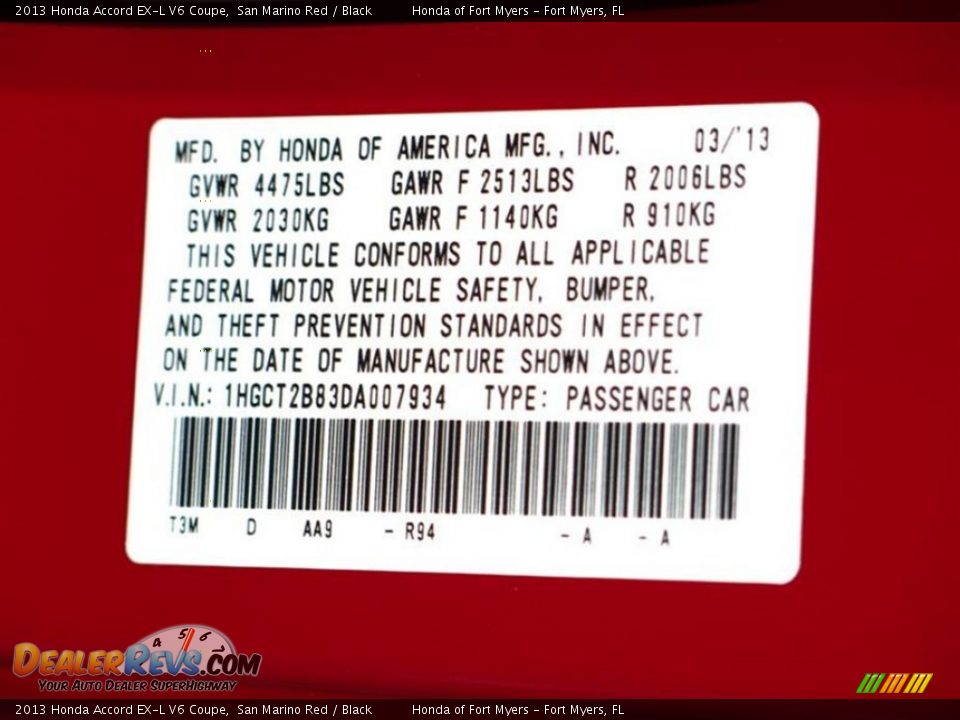 2013 Honda Accord EX-L V6 Coupe, San Marino Red / Black Honda of Fort Myers - Fort Myers, FL
MFD. BY HONDA OF AMERICA MFG., INC. 03/'13
GVWR 4475LBS GAWR F 2513LBS R 2006LBS
GVWR 2030KG GAWR F 1140KG R 910KG
THIS VEHICLE CONFORMS TO ALL APPLICABLE
FEDERAL MOTOR VEHICLE SAFETY, BUMPER,
AND THEFT PREVENTION STANDARDS IN EFFECT
ON THE DATE OF MANUFACTURE SHOWN ABOVE.
V.I.N.: 1HGCT2B83DA007934 TYPE: PASSENGER CAR
T3M D AA9 - R94 - A - A
4 5 6
DEALERREVS.COM
YOUR AUTO DEALER SUPERHIGHWAY
2013 Honda Accord EX-L V6 Coupe, San Marino Red / Black Honda of Fort Myers - Fort Myers, FL